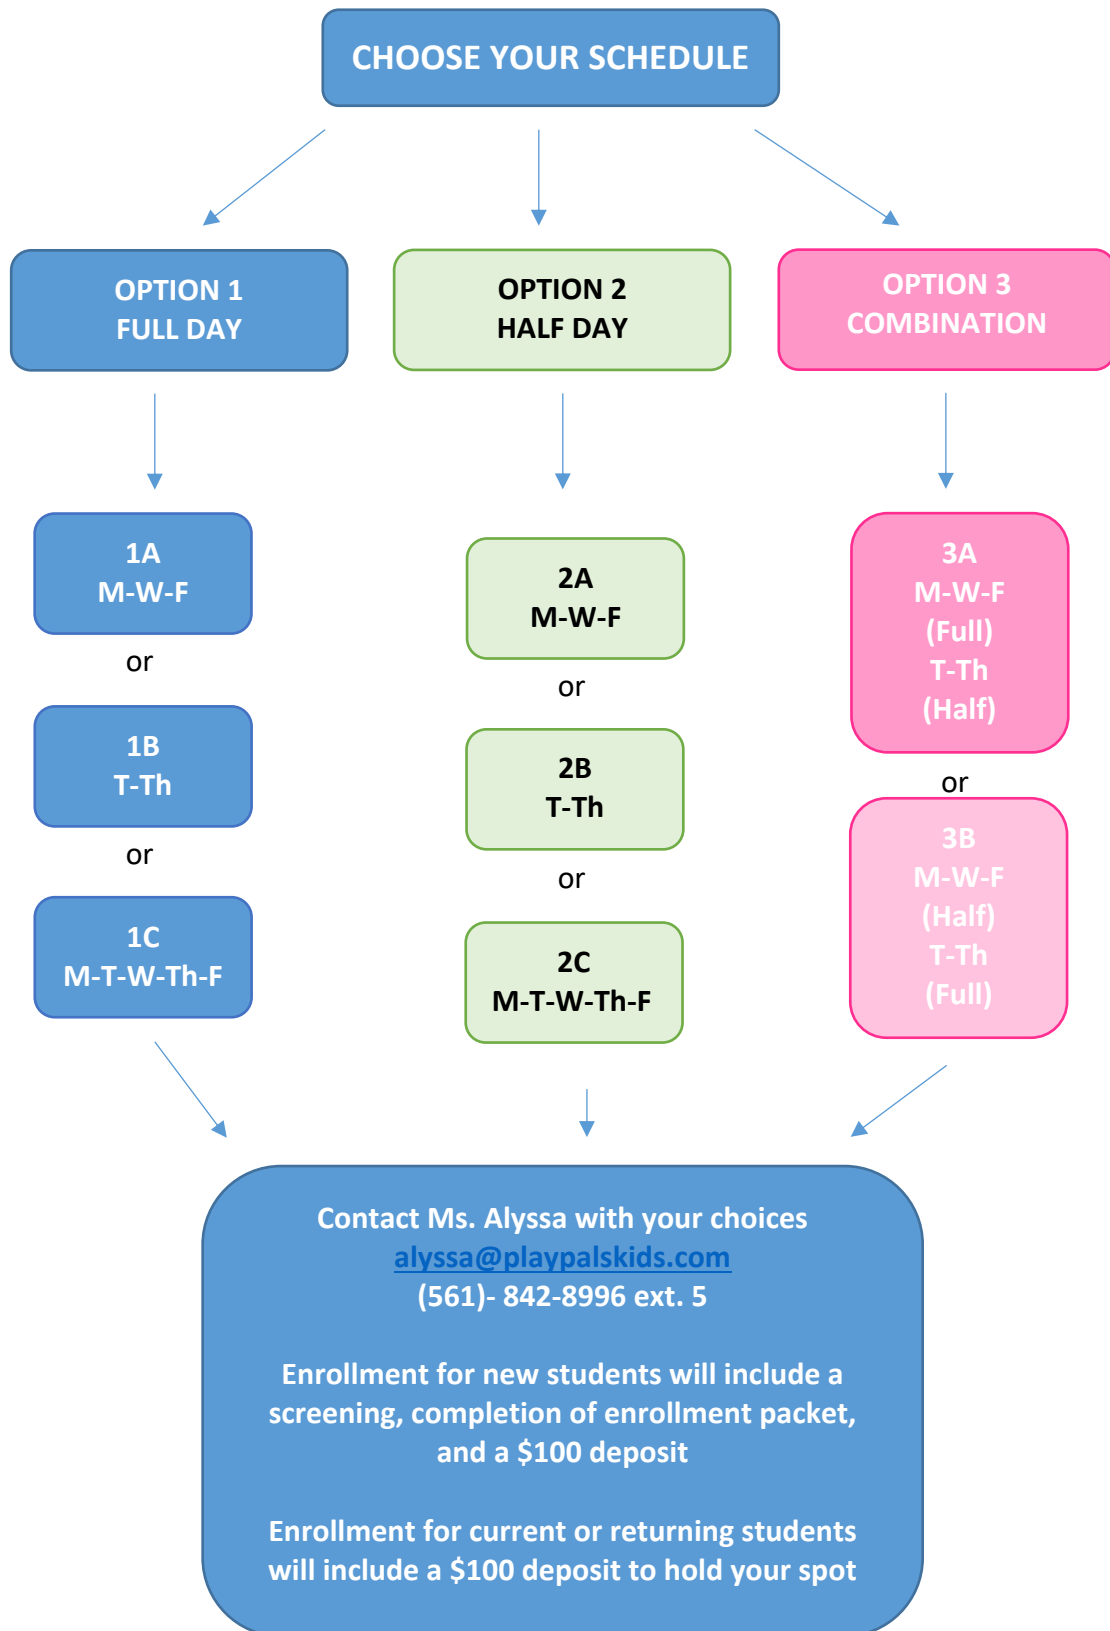 CHOOSE YOUR SCHEDULE
OPTION 1
FULL DAY
OPTION 2
HALF DAY
OPTION 3
COMBINATION
1A
M-W-F
or
1B
T-Th
or
1C
M-T-W-Th-F
2A
M-W-F
or
2B
T-Th
or
2C
M-T-W-Th-F
3A
M-W-F
(Full)
T-Th
(Half)
or
3B
M-W-F
(Half)
T-Th
(Full)
Contact Ms. Alyssa with your choices
alyssa@playpalskids.com
(561)- 842-8996 ext. 5
Enrollment for new students will include a
screening, completion of enrollment packet,
and a $100 deposit
Enrollment for current or returning students
will include a $100 deposit to hold your spot